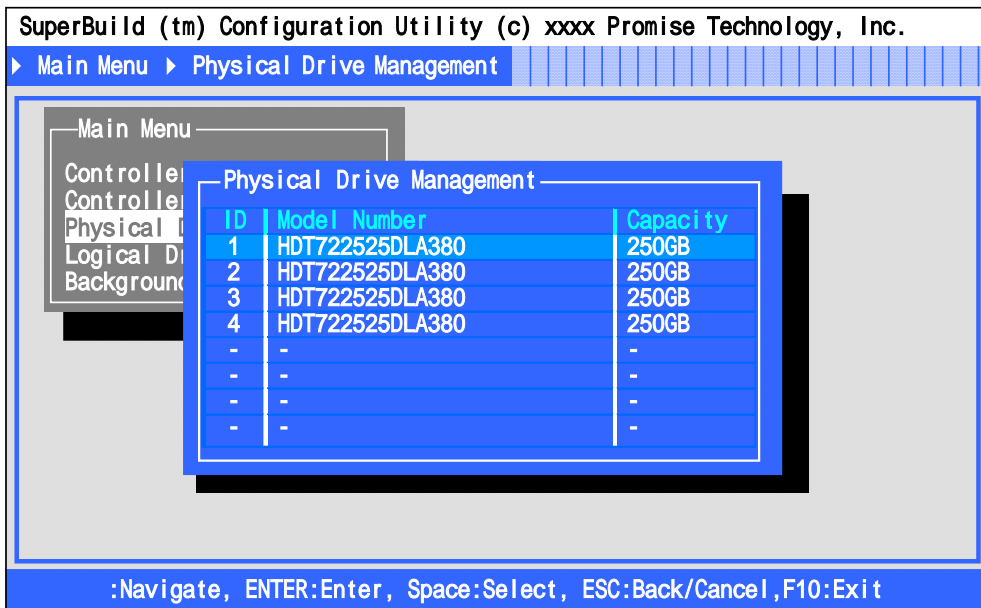 SuperBuild (tm) Configuration Utility (c) xxxx Promise Technology, Inc.
Main Menu Physical Drive Management
Main Menu
Controller
Controller
Physical D
Logical Dr
Background
Physical Drive Management
ID Model Number Capacity
1 HDT722525DLA380 250GB
2 HDT722525DLA380 250GB
3 HDT722525DLA380 250GB
4 HDT722525DLA380 250GB
- - -
- - -
- - -
- - -
:Navigate, ENTER:Enter, Space:Select, ESC:Back/Cancel,F10:Exit